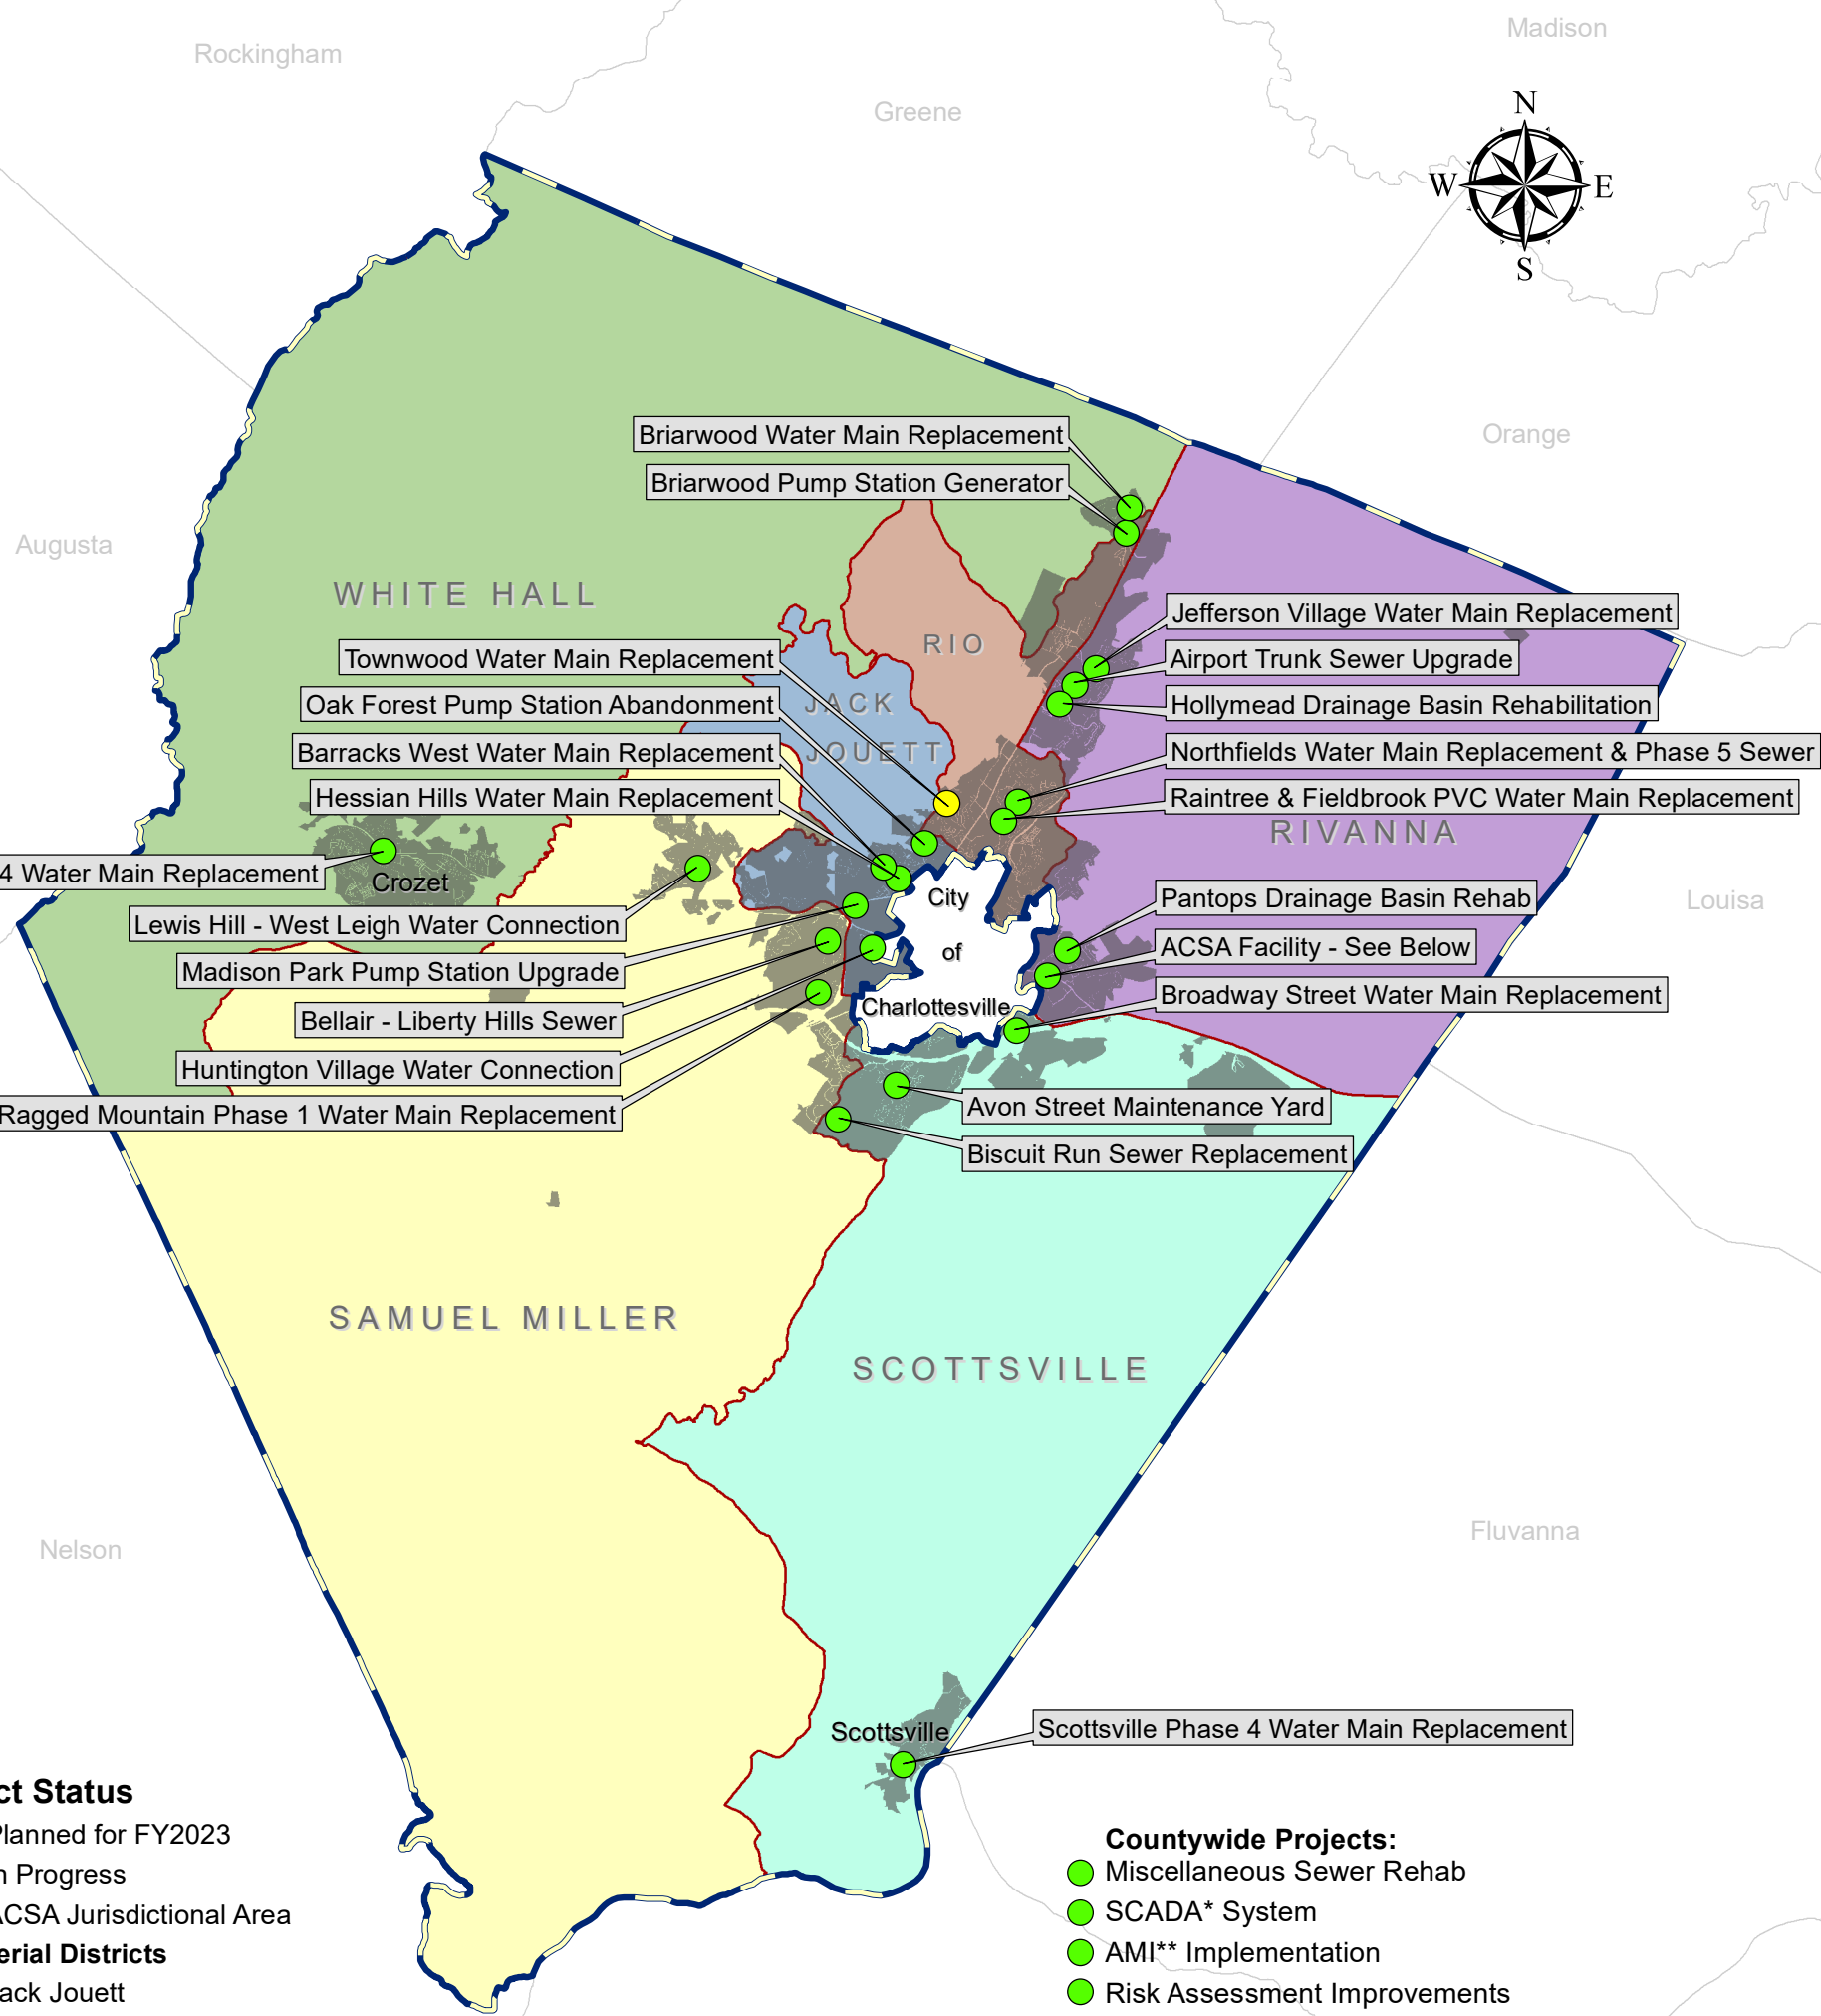 Rockingham
Madison
Greene
N
W
E
S
Briarwood Water Main Replacement
Orange
Briarwood Pump Station Generator
Augusta
WHITE HALL
Jefferson Village Water Main Replacement
RIO
Townwood Water Main Replacement
Airport Trunk Sewer Upgrade
Oak Forest Pump Station Abandonment
JACK
JOUETT
Hollymead Drainage Basin Rehabilitation
Barracks West Water Main Replacement
Northfields Water Main Replacement & Phase 5 Sewer
Hessian Hills Water Main Replacement
Raintree & Fieldbrook PVC Water Main Replacement
RIVANNA
4 Water Main Replacement
Crozet
City
of
Charlottesville
Pantops Drainage Basin Rehab
Louisa
Lewis Hill - West Leigh Water Connection
ACSA Facility - See Below
Madison Park Pump Station Upgrade
Broadway Street Water Main Replacement
Bellair - Liberty Hills Sewer
Huntington Village Water Connection
Ragged Mountain Phase 1 Water Main Replacement
Avon Street Maintenance Yard
Biscuit Run Sewer Replacement
SAMUEL MILLER
SCOTTSVILLE
Nelson
Fluvanna
Scottsville
Scottsville Phase 4 Water Main Replacement
ct Status
Planned for FY2023
n Progress
ACSA Jurisdictional Area
erial Districts
ack Jouett
Countywide Projects:
Miscellaneous Sewer Rehab
SCADA* System
AMI** Implementation
Risk Assessment Improvements